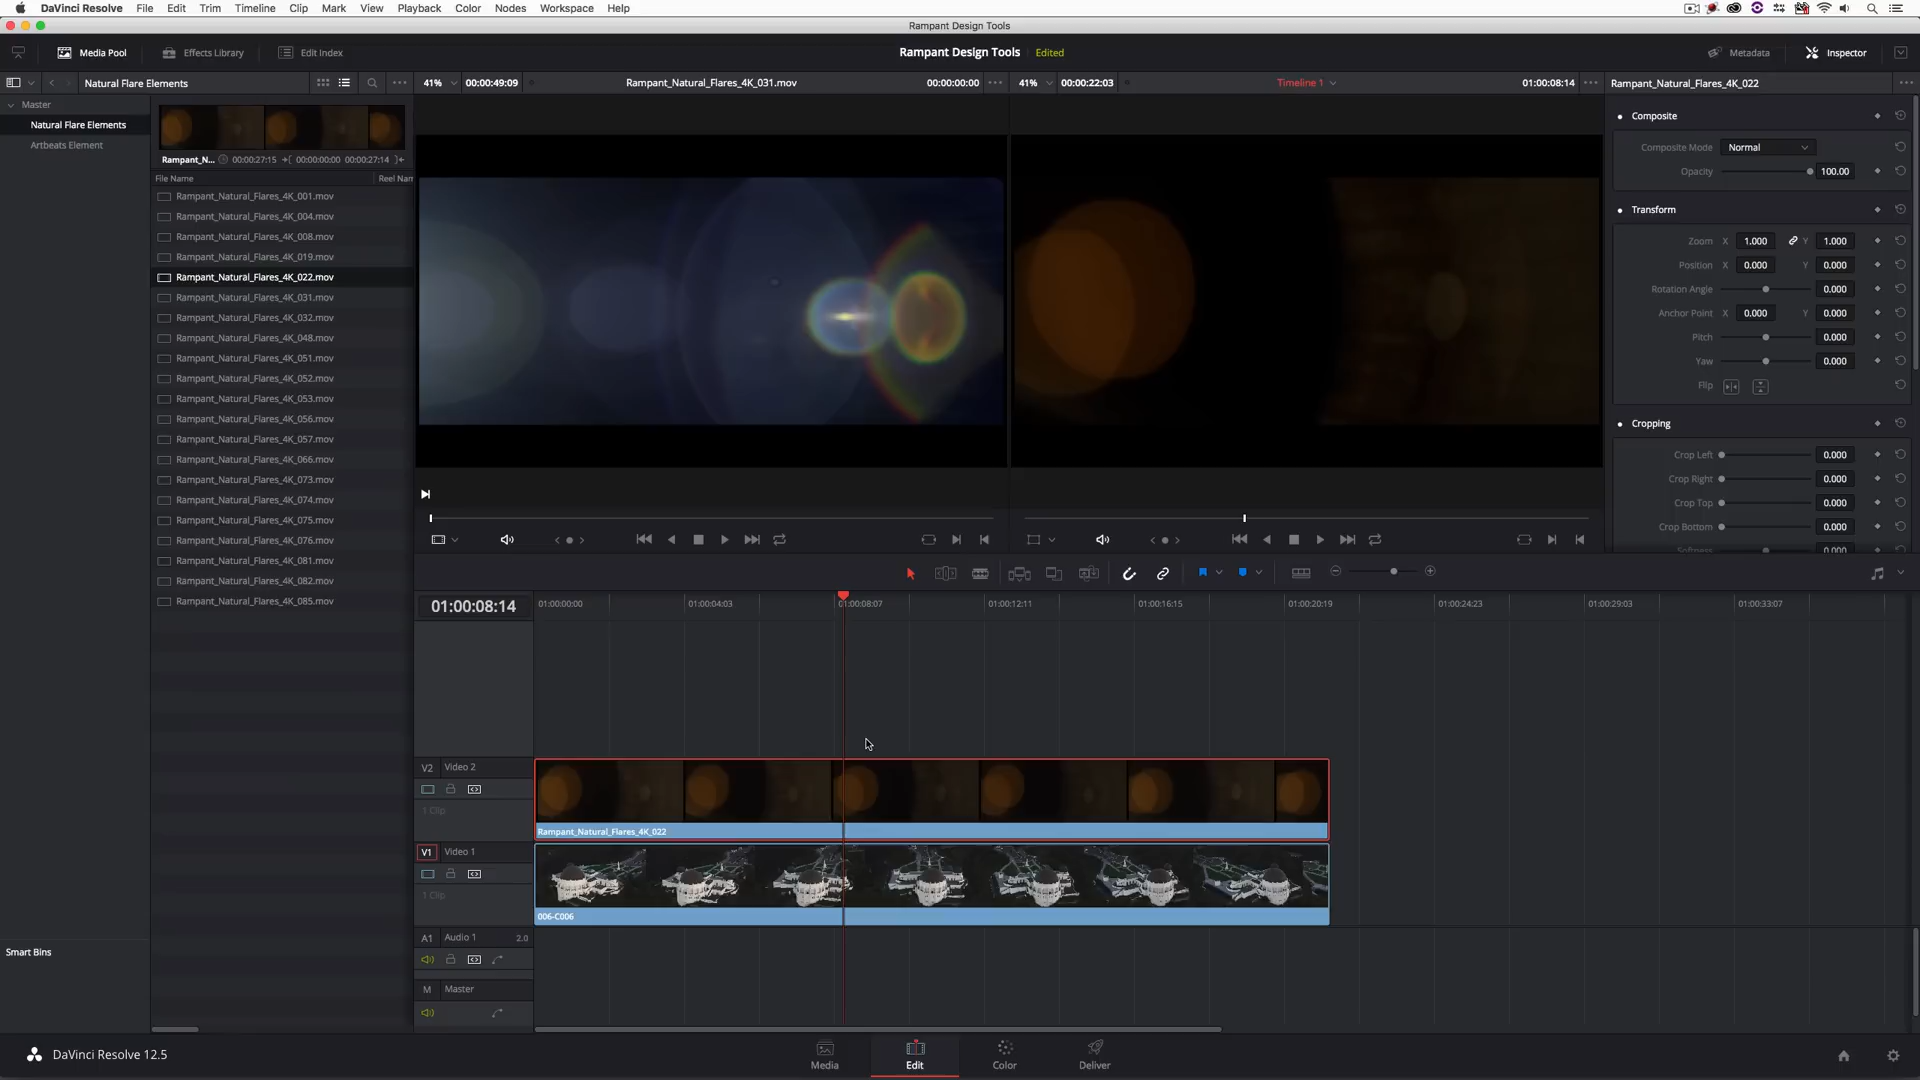 DaVinci Resolve File Edit Trim Timeline Clip Mark View Playback Color Nodes Workspace Help
Rampant Design Tools
Media Pool Effects Library Edit Index Rampant Design Tools Edited Metadata Inspector
Natural Flare Elements 41% 00:00:49:09 Rampant_Natural_Flares_4K_031.mov 00:00:00:00 41% 00:00:22:03 Timeline 1 01:00:08:14 Rampant_Natural_Flares_4K_022
Master
Natural Flare Elements
Artbeats Element
Rampant_N... 00:00:27:15 00:00:00:00 00:00:27:14
File Name Reel Nam
Rampant_Natural_Flares_4K_001.mov
Rampant_Natural_Flares_4K_004.mov
Rampant_Natural_Flares_4K_008.mov
Rampant_Natural_Flares_4K_019.mov
Rampant_Natural_Flares_4K_022.mov
Rampant_Natural_Flares_4K_031.mov
Rampant_Natural_Flares_4K_032.mov
Rampant_Natural_Flares_4K_048.mov
Rampant_Natural_Flares_4K_051.mov
Rampant_Natural_Flares_4K_052.mov
Rampant_Natural_Flares_4K_053.mov
Rampant_Natural_Flares_4K_056.mov
Rampant_Natural_Flares_4K_057.mov
Rampant_Natural_Flares_4K_066.mov
Rampant_Natural_Flares_4K_073.mov
Rampant_Natural_Flares_4K_074.mov
Rampant_Natural_Flares_4K_075.mov
Rampant_Natural_Flares_4K_076.mov
Rampant_Natural_Flares_4K_081.mov
Rampant_Natural_Flares_4K_082.mov
Rampant_Natural_Flares_4K_085.mov
Composite
Composite Mode Normal
Opacity 100.00
Transform
Zoom X 1.000 Y 1.000
Position X 0.000 Y 0.000
Rotation Angle 0.000
Anchor Point X 0.000 Y 0.000
Pitch 0.000
Yaw 0.000
Flip
Cropping
Crop Left 0.000
Crop Right 0.000
Crop Top 0.000
Crop Bottom 0.000
Softness 0.000
01:00:08:14 01:00:00:00 01:00:04:03 01:00:08:07 01:00:12:11 01:00:16:15 01:00:20:19 01:00:24:23 01:00:29:03 01:00:33:07
V2 Video 2
1 Clip
Rampant_Natural_Flares_4K_022
V1 Video 1
1 Clip
006-C006
A1 Audio 1 2.0
M Master
Smart Bins
DaVinci Resolve 12.5
Media Edit Color Deliver